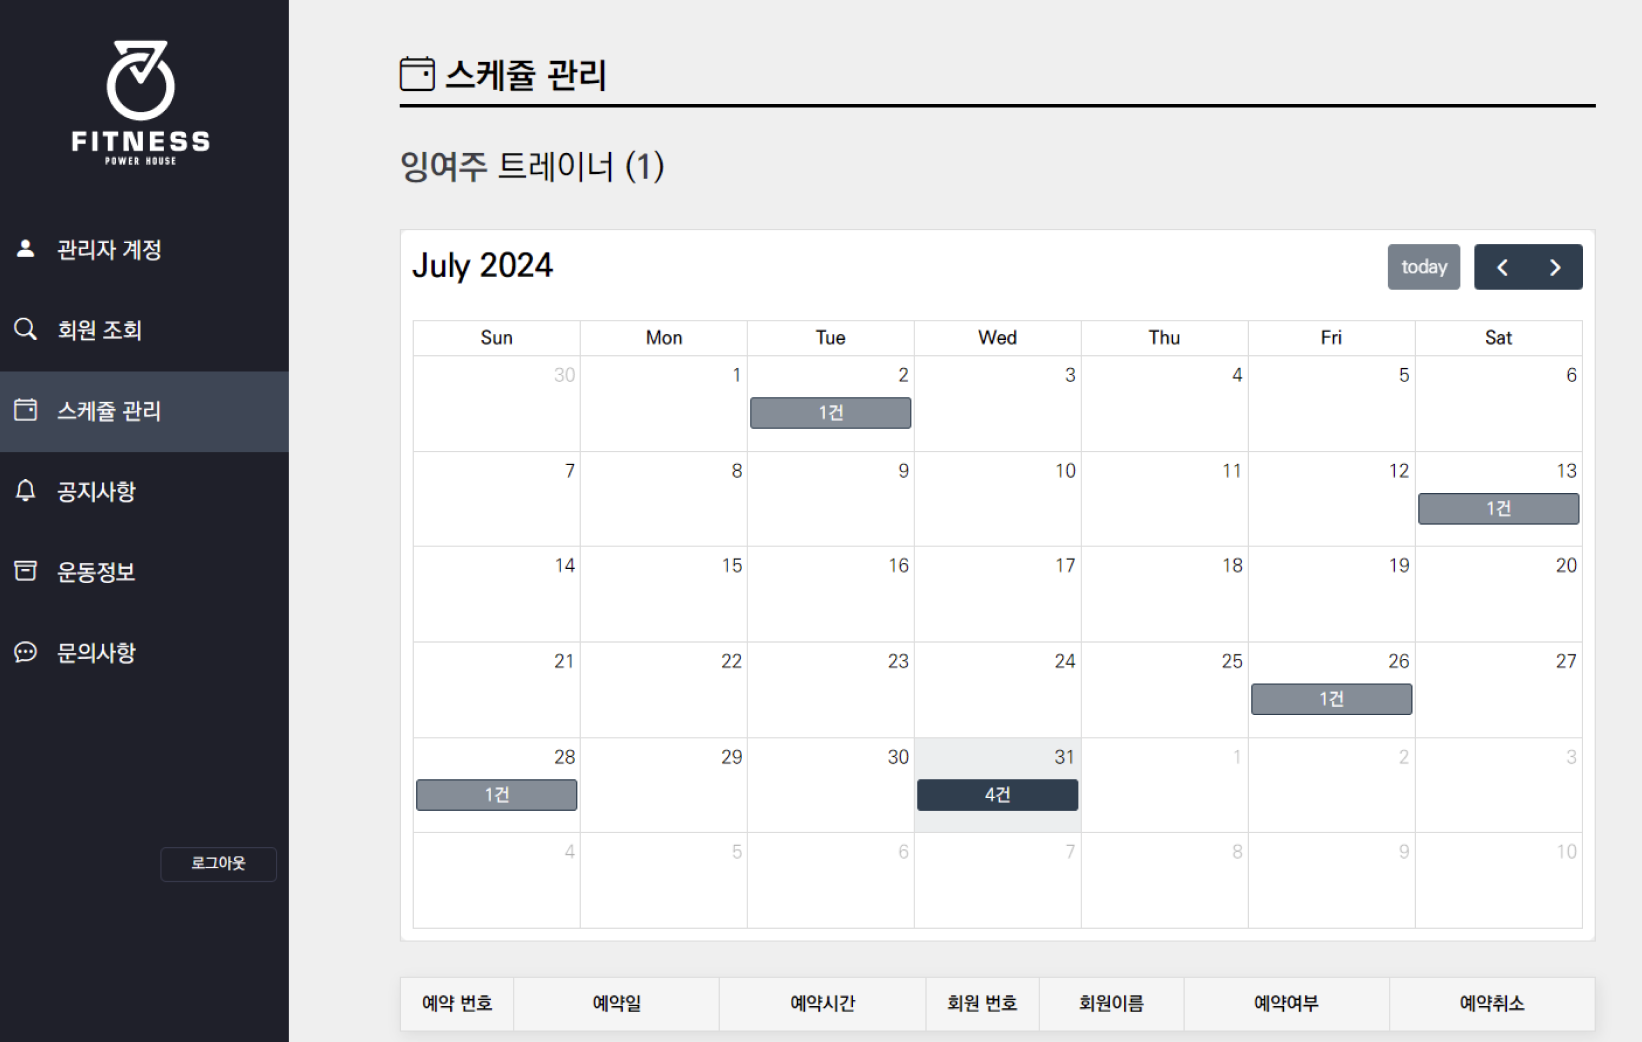 FITNESS
POWER HOUSE
관리자 계정
회원 조회
스케쥴 관리
공지사항
운동정보
문의사항
로그아웃
스케쥴 관리
잉여주 트레이너 (1)
July 2024
today
Sun Mon Tue Wed Thu Fri Sat
30 1 2 3 4 5 6
1건
7 8 9 10 11 12 13
1건
14 15 16 17 18 19 20
21 22 23 24 25 26 27
1건
28 29 30 31 1 2 3
1건 4건
4 5 6 7 8 9 10
예약 번호 예약일 예약시간 회원 번호 회원이름 예약여부 예약취소